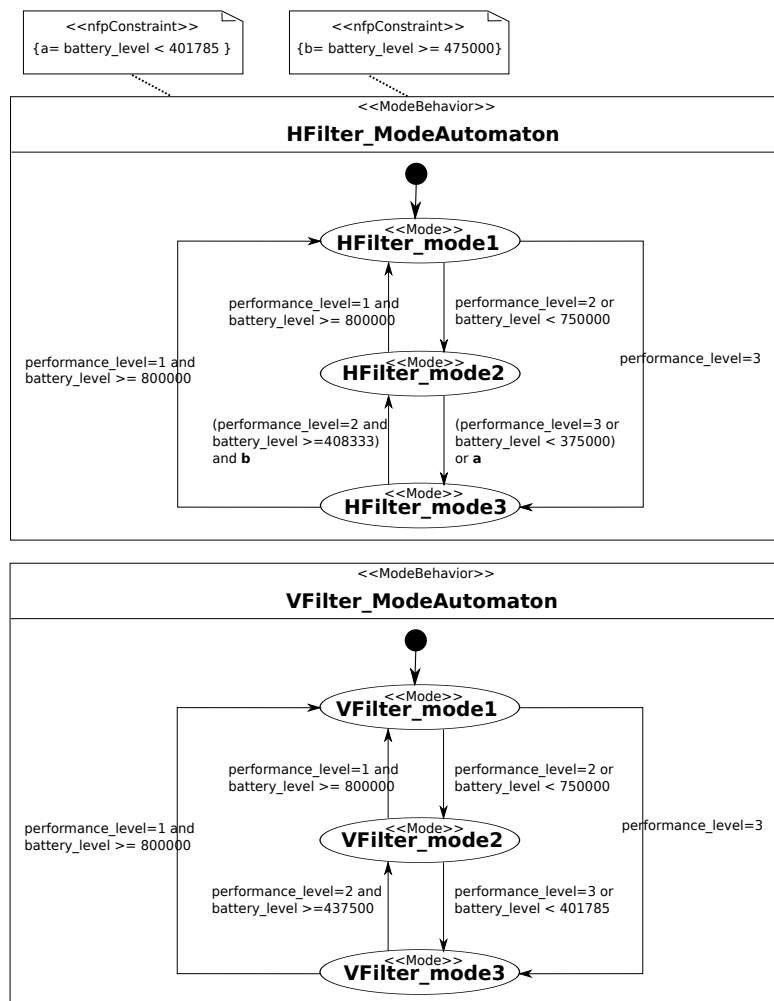 <<nfpConstraint>>
{a= battery_level < 401785 }
<<nfpConstraint>>
{b= battery_level >= 475000}
<<ModeBehavior>>
HFilter_ModeAutomaton
<<Mode>>
HFilter_mode1
performance_level=1 and
battery_level >= 800000
performance_level=2 or
battery_level < 750000
performance_level=1 and
battery_level >= 800000
performance_level=3
<<Mode>>
HFilter_mode2
(performance_level=2 and
battery_level >=408333)
and b
(performance_level=3 or
battery_level < 375000)
or a
<<Mode>>
HFilter_mode3
<<ModeBehavior>>
VFilter_ModeAutomaton
<<Mode>>
VFilter_mode1
performance_level=1 and
battery_level >= 800000
performance_level=2 or
battery_level < 750000
performance_level=1 and
battery_level >= 800000
performance_level=3
<<Mode>>
VFilter_mode2
performance_level=2 and
battery_level >=437500
performance_level=3 or
battery_level < 401785
<<Mode>>
VFilter_mode3